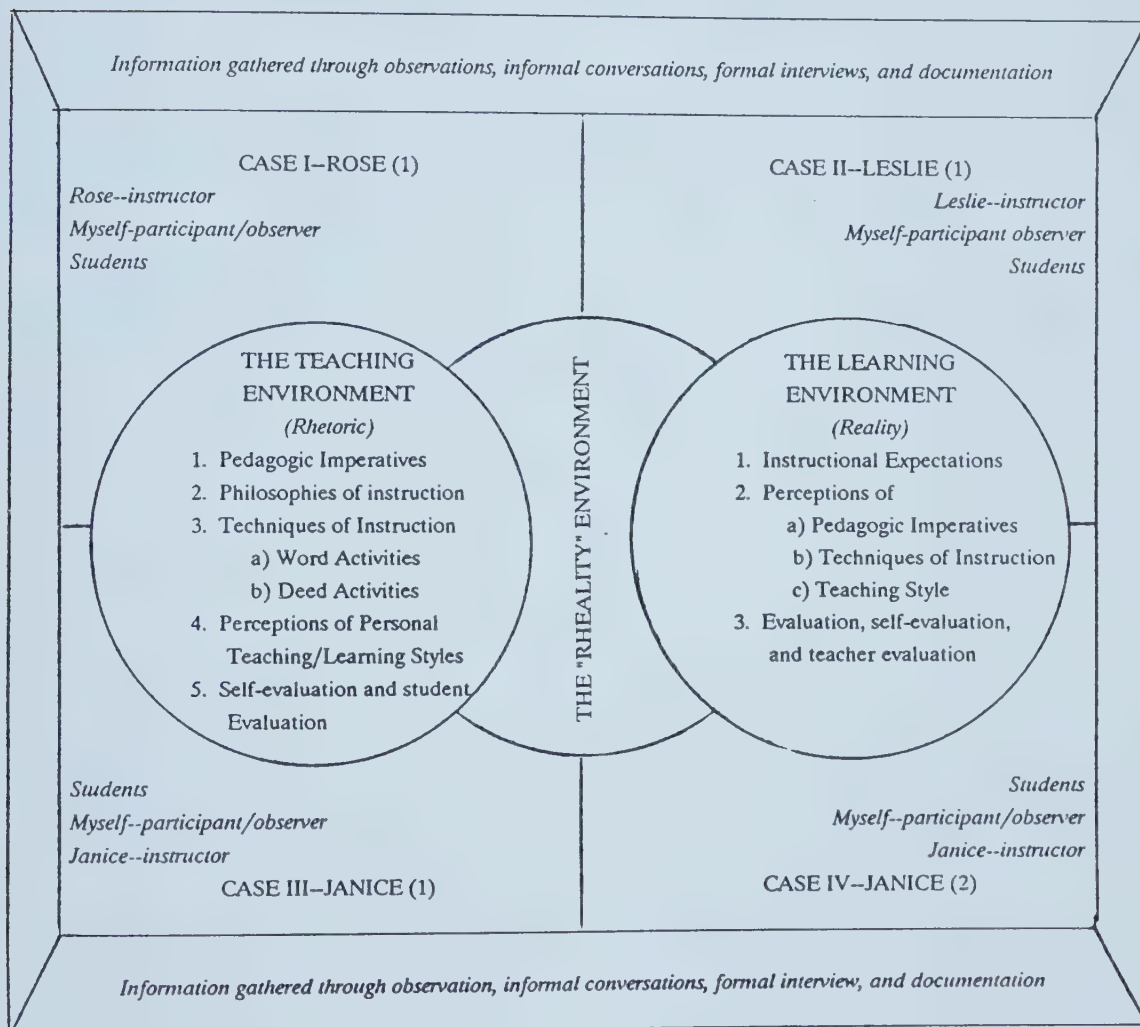 Information gathered through observations, informal conversations, formal interviews, and documentation
CASE I–ROSE (1)
Rose--instructor
Myself-participant/observer
Students
CASE II–LESLIE (1)
Leslie--instructor
Myself-participant observer
Students
THE TEACHING
ENVIRONMENT
(Rhetoric)
1. Pedagogic Imperatives
2. Philosophies of instruction
3. Techniques of Instruction
a) Word Activities
b) Deed Activities
4. Perceptions of Personal
Teaching/Learning Styles
5. Self-evaluation and student
Evaluation
THE "RHEALITY" ENVIRONMENT
THE LEARNING
ENVIRONMENT
(Reality)
1. Instructional Expectations
2. Perceptions of
a) Pedagogic Imperatives
b) Techniques of Instruction
c) Teaching Style
3. Evaluation, self-evaluation,
and teacher evaluation
Students
Myself--participant/observer
Janice--instructor
CASE III–JANICE (1)
Students
Myself--participant/observer
Janice--instructor
CASE IV–JANICE (2)
Information gathered through observation, informal conversations, formal interview, and documentation